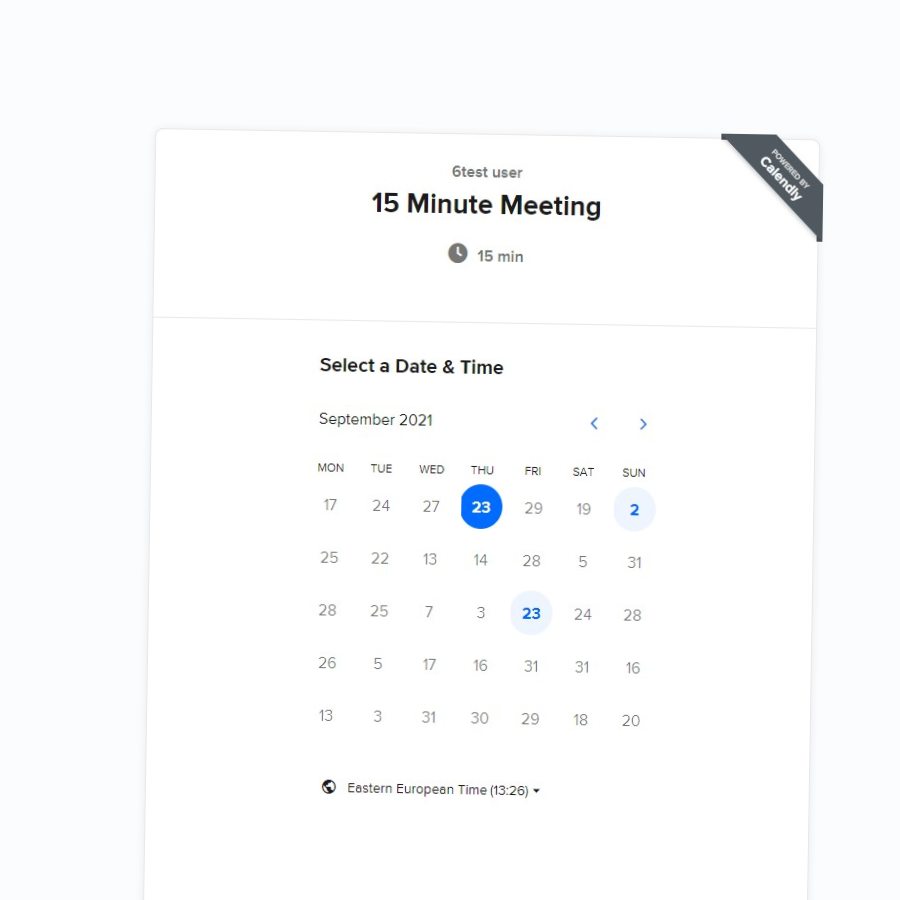 6test user
15 Minute Meeting
15 min
POWERED BY
Calendly
Select a Date & Time
September 2021
MON TUE WED THU FRI SAT SUN
17 24 27 23 29 19 2
25 22 13 14 28 5 31
28 25 7 3 23 24 28
26 5 17 16 31 31 16
13 3 31 30 29 18 20
Eastern European Time (13:26)